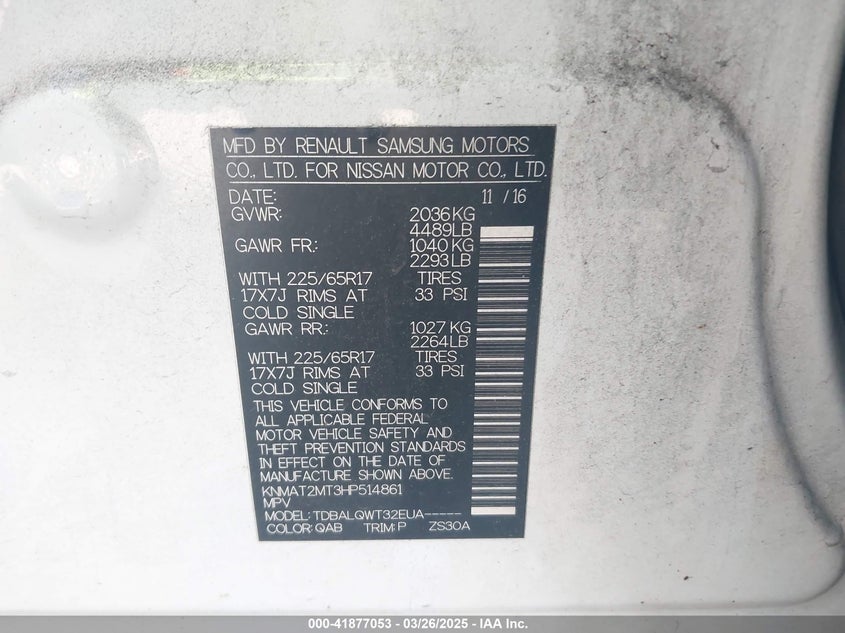 MFD BY RENAULT SAMSUNG MOTORS
CO., LTD. FOR NISSAN MOTOR CO., LTD.
DATE: 11 / 16
GVWR: 2036KG
4489LB
GAWR FR.: 1040KG
2293LB
WITH 225/65R17 TIRES
17X7J RIMS AT 33 PSI
COLD SINGLE
GAWR RR.: 1027KG
2264LB
WITH 225/65R17 TIRES
17X7J RIMS AT 33 PSI
COLD SINGLE
THIS VEHICLE CONFORMS TO
ALL APPLICABLE FEDERAL
MOTOR VEHICLE SAFETY AND
THEFT PREVENTION STANDARDS
IN EFFECT ON THE DATE OF
MANUFACTURE SHOWN ABOVE.
KNMAT2MT3HP514861
MPV
MODEL: TDBALQWT32EUA-----
COLOR: QAB TRIM: P ZS30A
000-41877053 - 03/26/2025 - IAA Inc.